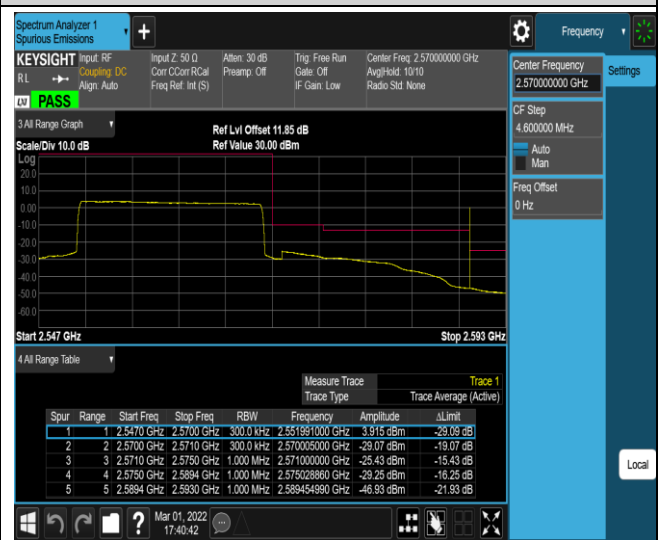 Spectrum Analyzer 1
Spurious Emissions
Frequency
KEYSIGHT
RL
Input: RF
Coupling: DC
Align: Auto
Input Z: 50 Ω
Corr CCorr RCal
Freq Ref: Int (S)
Atten: 30 dB
Preamp: Off
Trig: Free Run
Gate: Off
IF Gain: Low
Center Freq: 2.570000000 GHz
Avg|Hold: 10/10
Radio Std: None
PASS
Center Frequency
2.570000000 GHz
Settings
CF Step
4.600000 MHz
Auto
Man
Freq Offset
0 Hz
3 All Range Graph
Scale/Div 10.0 dB
Ref Lvl Offset 11.85 dB
Ref Value 30.00 dBm
Log
20.0
10.0
0.00
-10.0
-20.0
-30.0
-40.0
-50.0
-60.0
Start 2.547 GHz
Stop 2.593 GHz
4 All Range Table
Measure Trace Trace 1
Trace Type Trace Average (Active)
Spur Range Start Freq Stop Freq RBW Frequency Amplitude ΔLimit
1 1 2.5470 GHz 2.5700 GHz 300.0 kHz 2.551991000 GHz 3.915 dBm -29.09 dB
2 2 2.5700 GHz 2.5710 GHz 300.0 kHz 2.570005000 GHz -29.07 dBm -19.07 dB
3 3 2.5710 GHz 2.5750 GHz 1.000 MHz 2.571000000 GHz -25.43 dBm -15.43 dB
4 4 2.5750 GHz 2.5894 GHz 1.000 MHz 2.575028860 GHz -29.25 dBm -16.25 dB
5 5 2.5894 GHz 2.5930 GHz 1.000 MHz 2.589454990 GHz -46.93 dBm -21.93 dB
Local
Mar 01, 2022
17:40:42